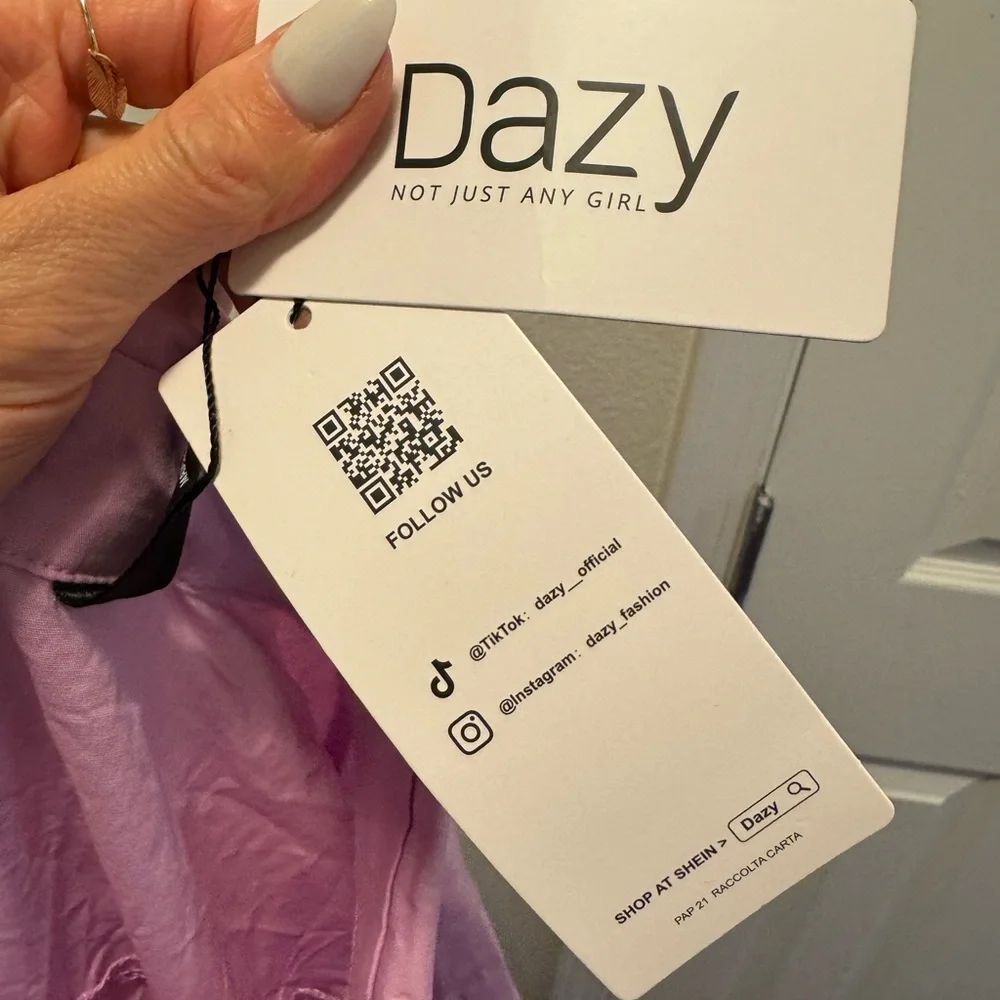 Dazy
NOT JUST ANY GIRL
FOLLOW US
@TikTok: dazy__official
@Instagram: dazy_fashion
SHOP AT SHEIN > Dazy
PAP 21 RACCOLTA CARTA